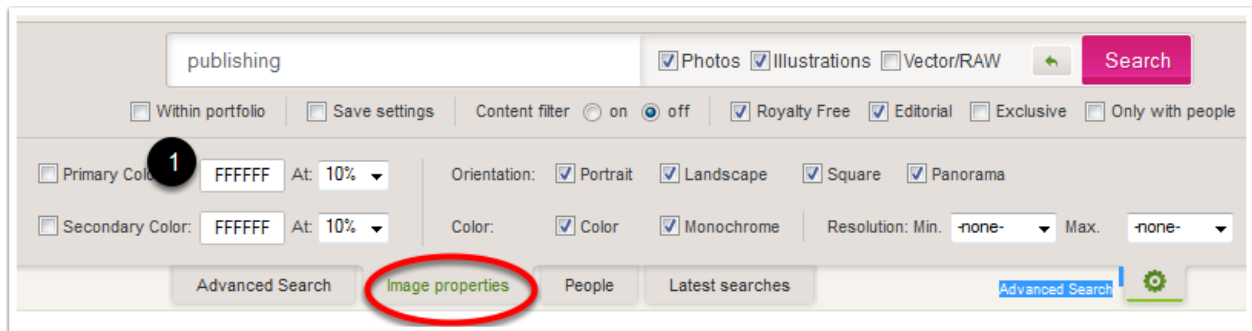 publishing Photos Illustrations Vector/RAW Search
Within portfolio Save settings Content filter on off Royalty Free Editorial Exclusive Only with people
Primary 1 FFFFFF At: 10% Orientation: Portrait Landscape Square Panorama
Secondary Color: FFFFFF At: 10% Color: Color Monochrome Resolution: Min. -none- Max. -none-
Advanced Search Image properties People Latest searches Advanced Search